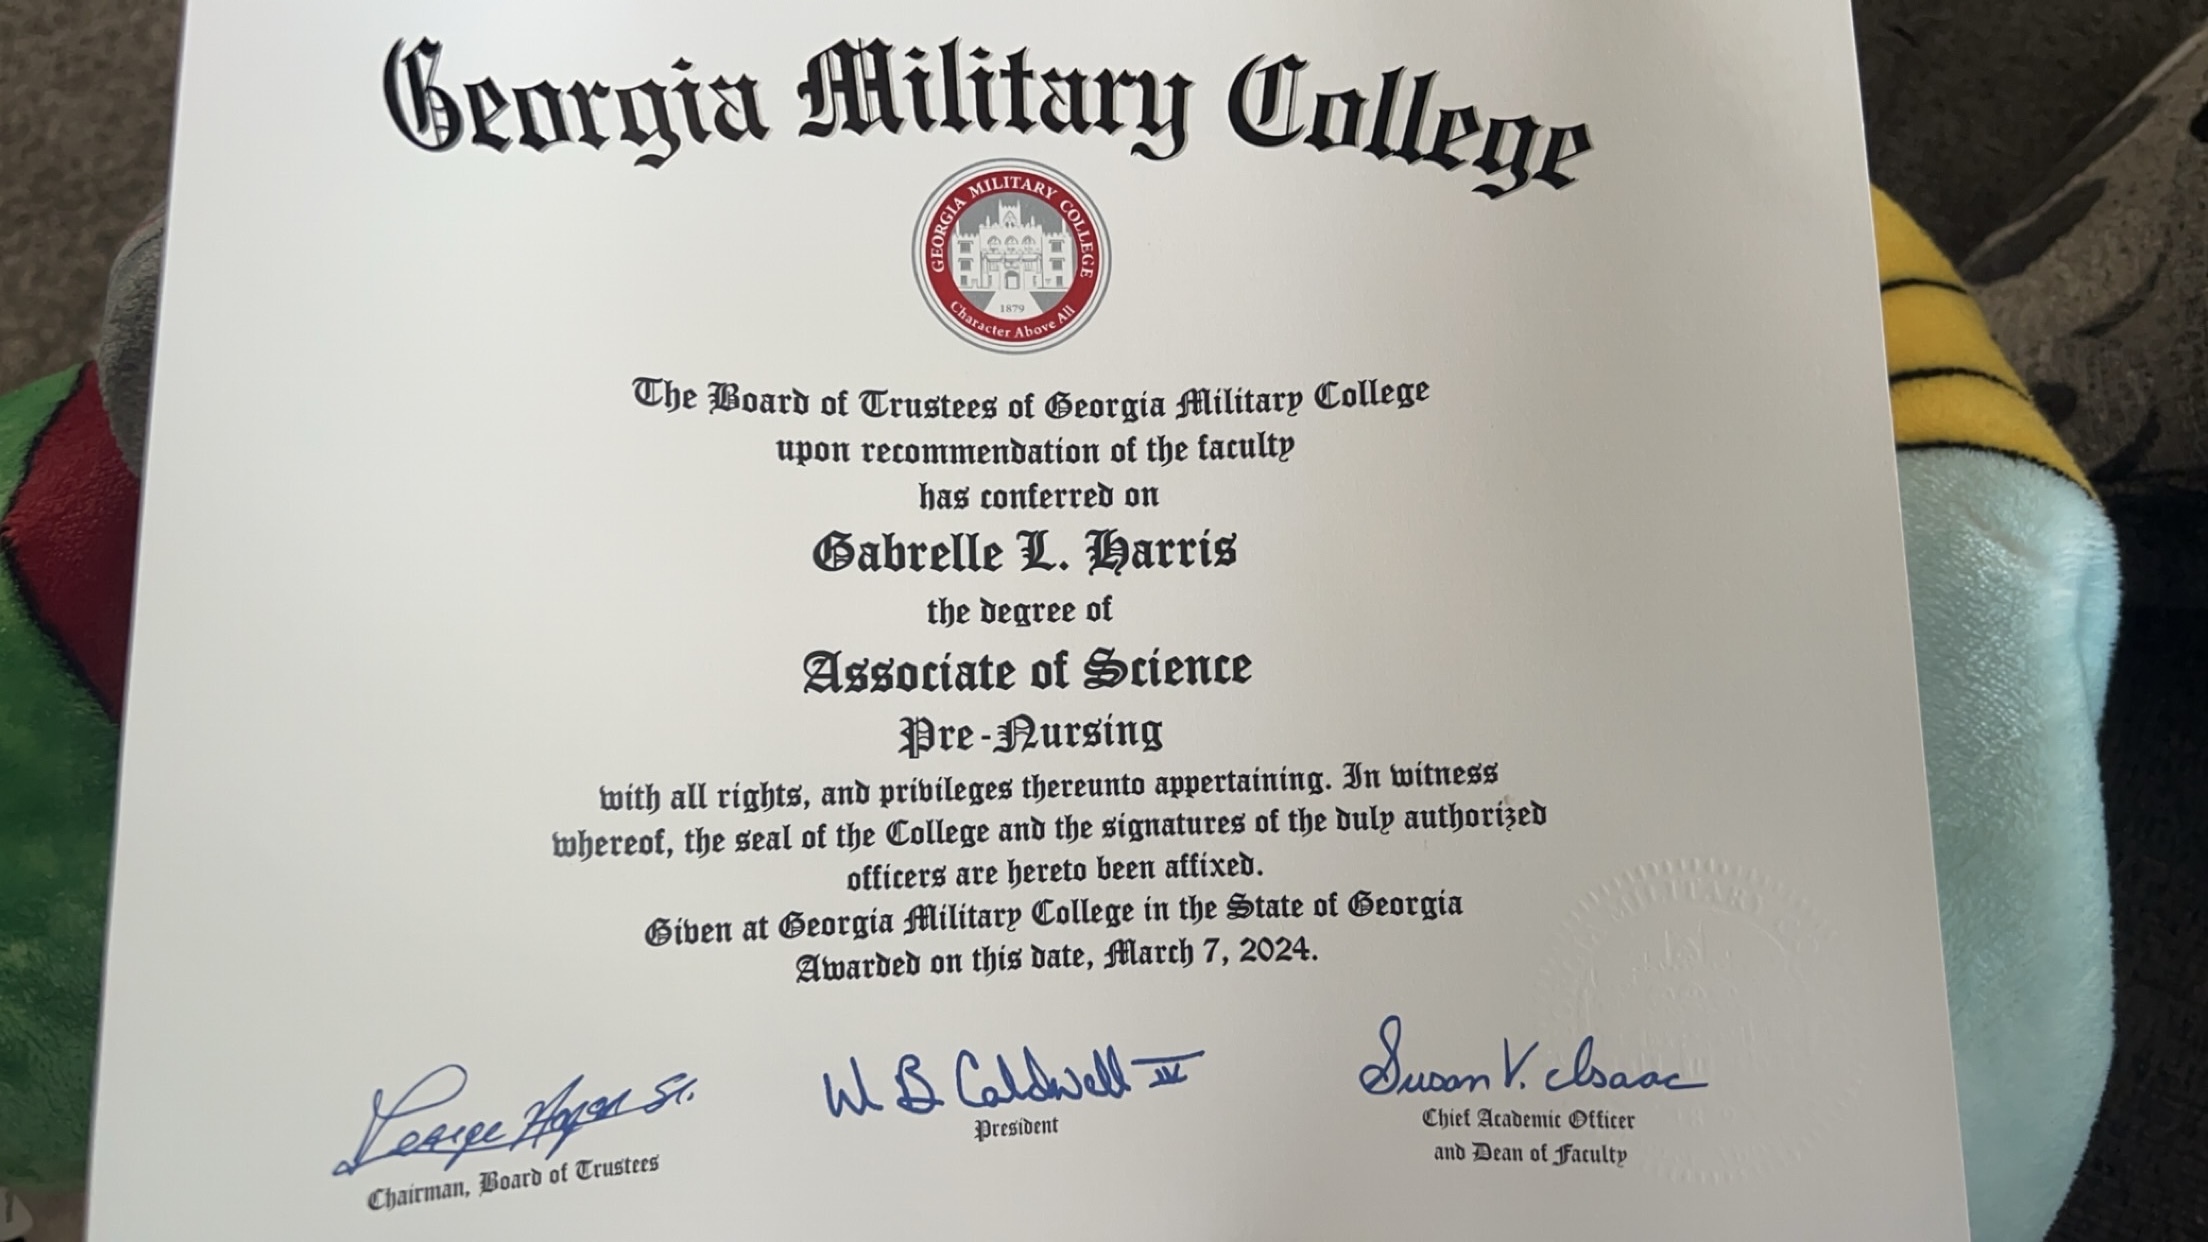 Georgia Military College
GEORGIA MILITARY COLLEGE
1879
Character Above All
The Board of Trustees of Georgia Military College
upon recommendation of the faculty
has conferred on
Gabrelle L. Harris
the degree of
Associate of Science
Pre-Nursing
with all rights, and privileges thereunto appertaining. In witness
whereof, the seal of the College and the signatures of the duly authorized
officers are hereto been affixed.
Given at Georgia Military College in the State of Georgia
Awarded on this date, March 7, 2024.
George Hogan Sr.
Chairman, Board of Trustees
W B Caldwell IV
President
Susan V. Isaac
Chief Academic Officer
and Dean of Faculty
MILITARY